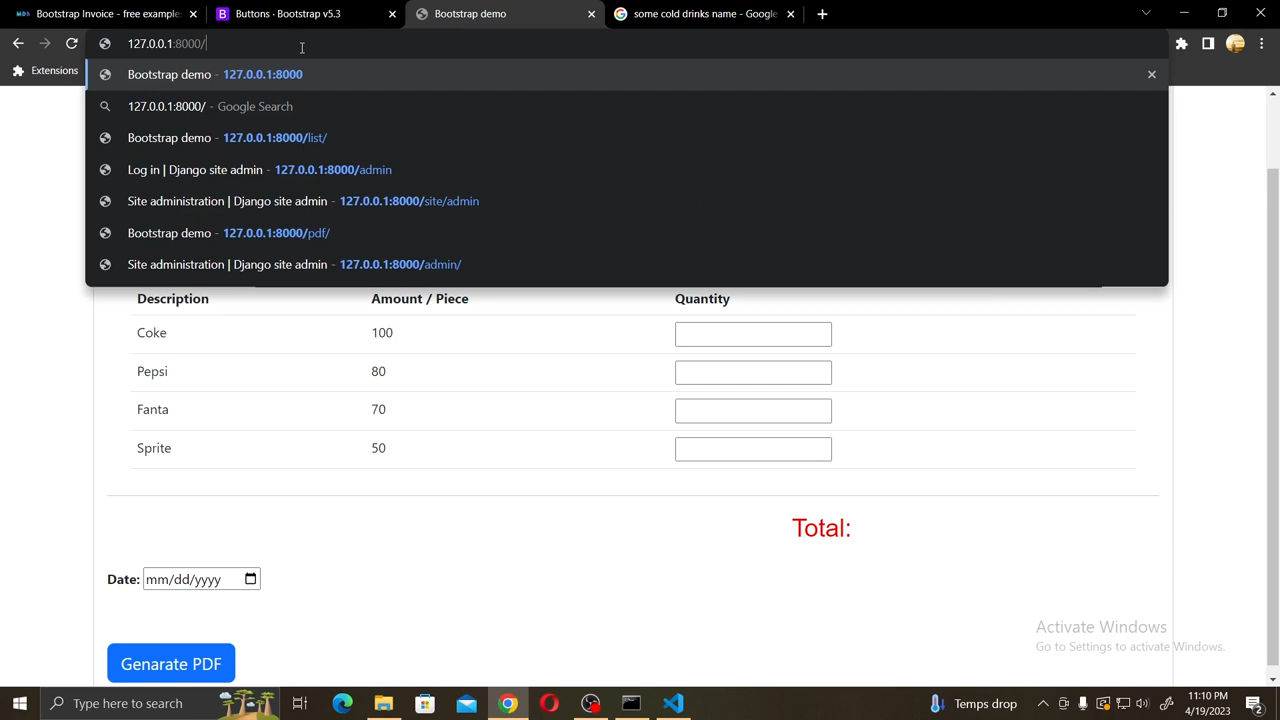 Bootstrap Invoice - free example
Buttons · Bootstrap v5.3
Bootstrap demo
some cold drinks name - Google
127.0.0.1:8000/
Extensions
Bootstrap demo - 127.0.0.1:8000
127.0.0.1:8000/ - Google Search
Bootstrap demo - 127.0.0.1:8000/list/
Log in | Django site admin - 127.0.0.1:8000/admin
Site administration | Django site admin - 127.0.0.1:8000/site/admin
Bootstrap demo - 127.0.0.1:8000/pdf/
Site administration | Django site admin - 127.0.0.1:8000/admin/
Description Amount / Piece Quantity
Coke 100
Pepsi 80
Fanta 70
Sprite 50
Total:
Date: mm/dd/yyyy
Genarate PDF
Activate Windows
Go to Settings to activate Windows.
Type here to search
Temps drop
11:10 PM
4/19/2023
2